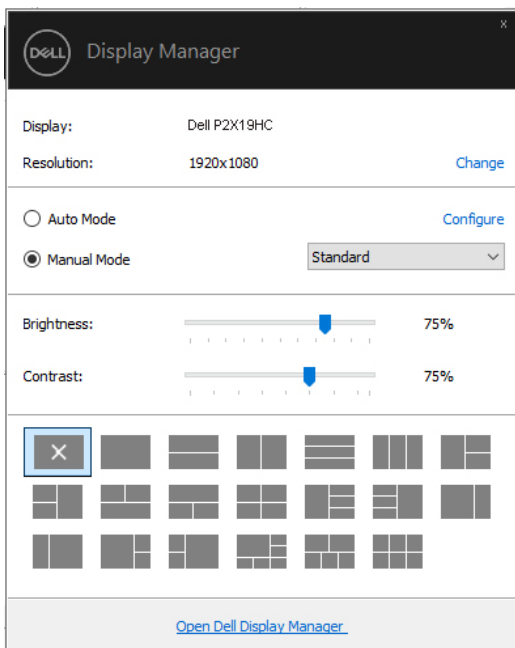 x
DELL Display Manager
Display: Dell P2X19HC
Resolution: 1920x1080 Change
Auto Mode Configure
Manual Mode Standard
Brightness: 75%
Contrast: 75%
Open Dell Display Manager